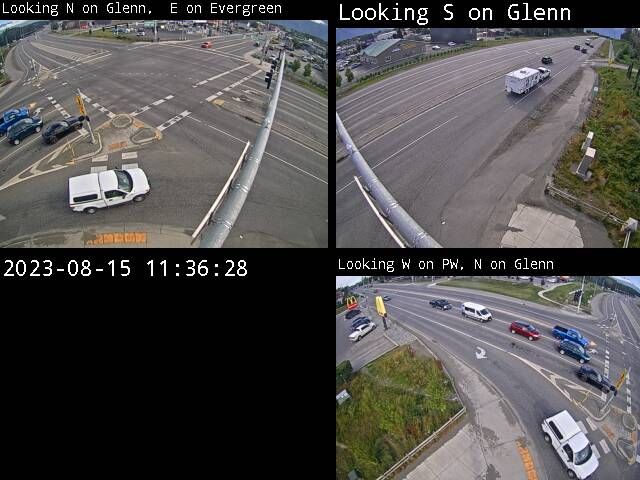 Looking N on Glenn,  E on Evergreen
Looking S on Glenn
2023-08-15 11:36:28
Looking W on PW, N on Glenn